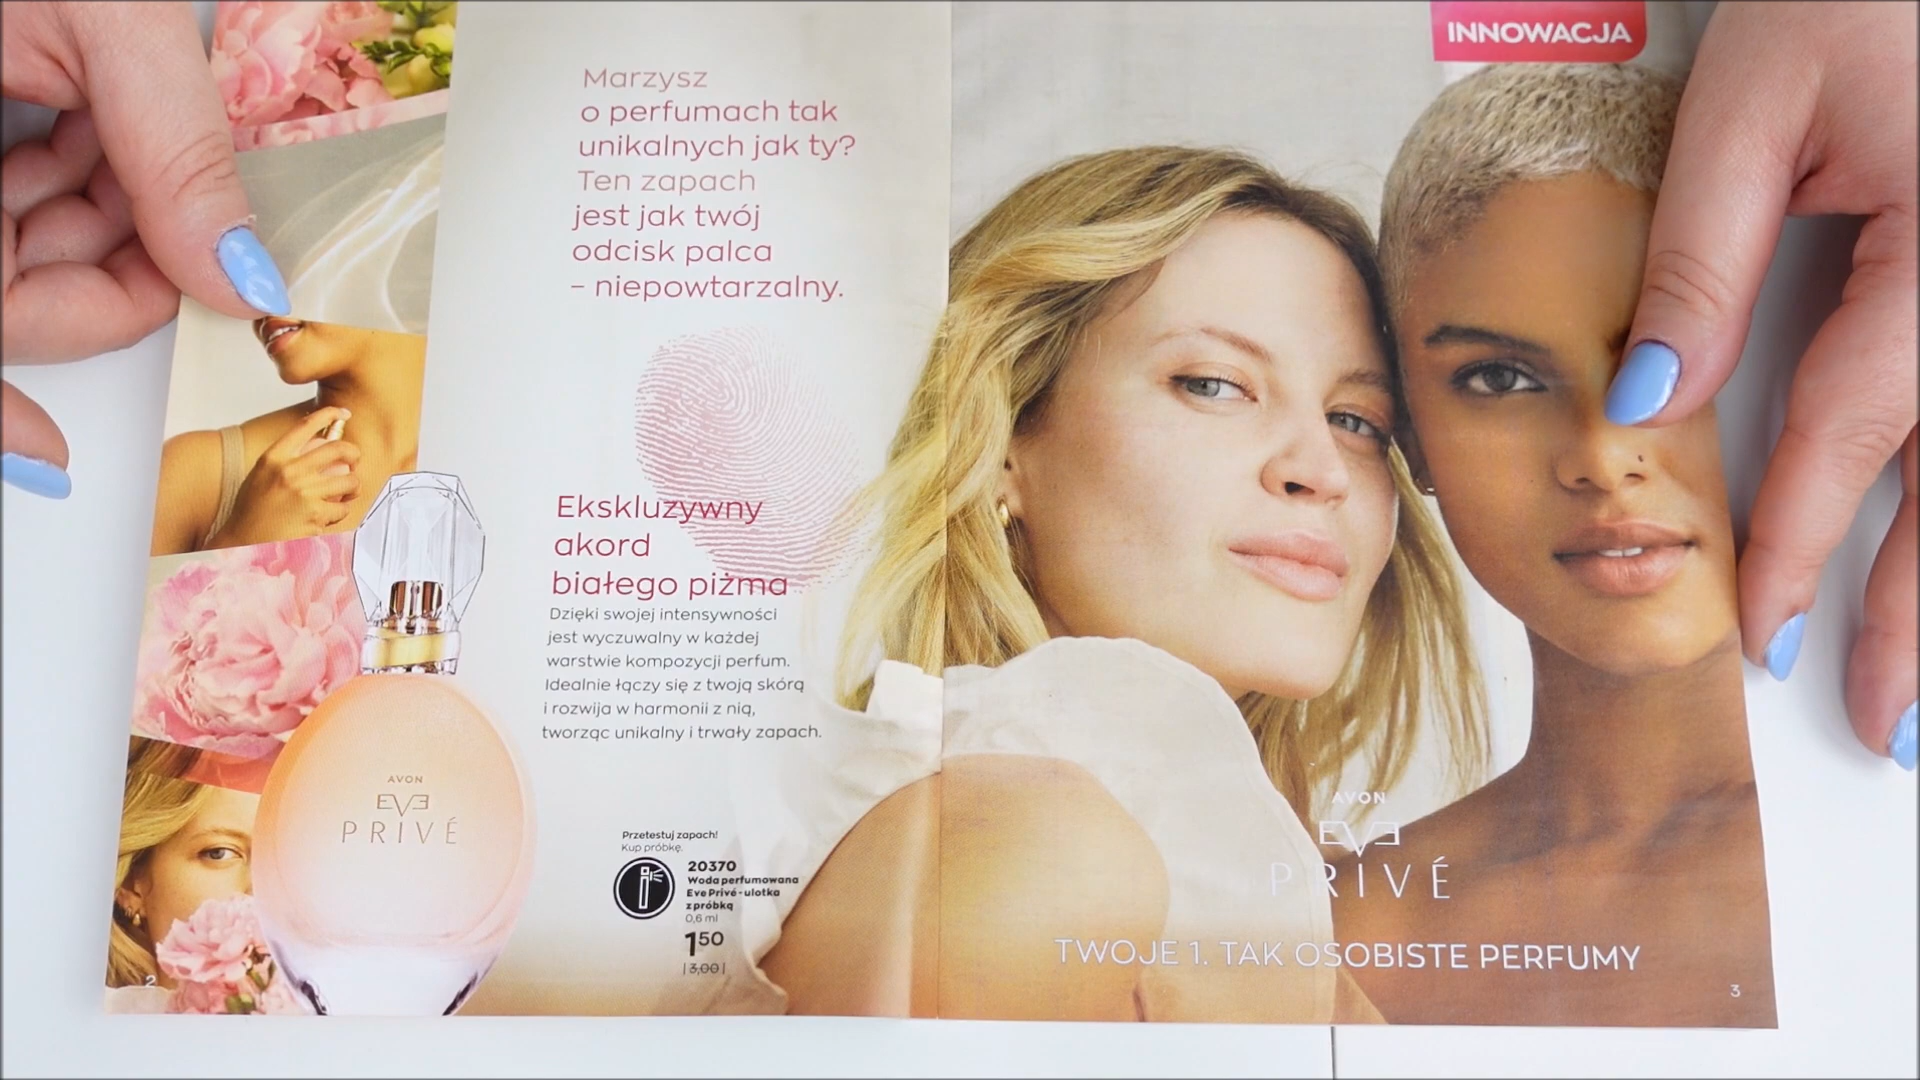 Marzysz
o perfumach tak
unikalnych jak ty?
Ten zapach
jest jak twój
odcisk palca
– niepowtarzalny.
Ekskluzywny
akord
białego piżma
Dzięki swojej intensywności
jest wyczuwalny w każdej
warstwie kompozycji perfum.
Idealnie łączy się z twoją skórą
i rozwija w harmonii z nią,
tworząc unikalny i trwały zapach.
AVON
EVE
PRIVÉ
Przetestuj zapach!
Kup próbkę.
20370
Woda perfumowana
Eve Privé - ulotka
z próbką
0,6 ml
1 50
| 3,00 |
2
INNOWACJA
AVON
EVE
PRIVÉ
TWOJE 1. TAK OSOBISTE PERFUMY
3